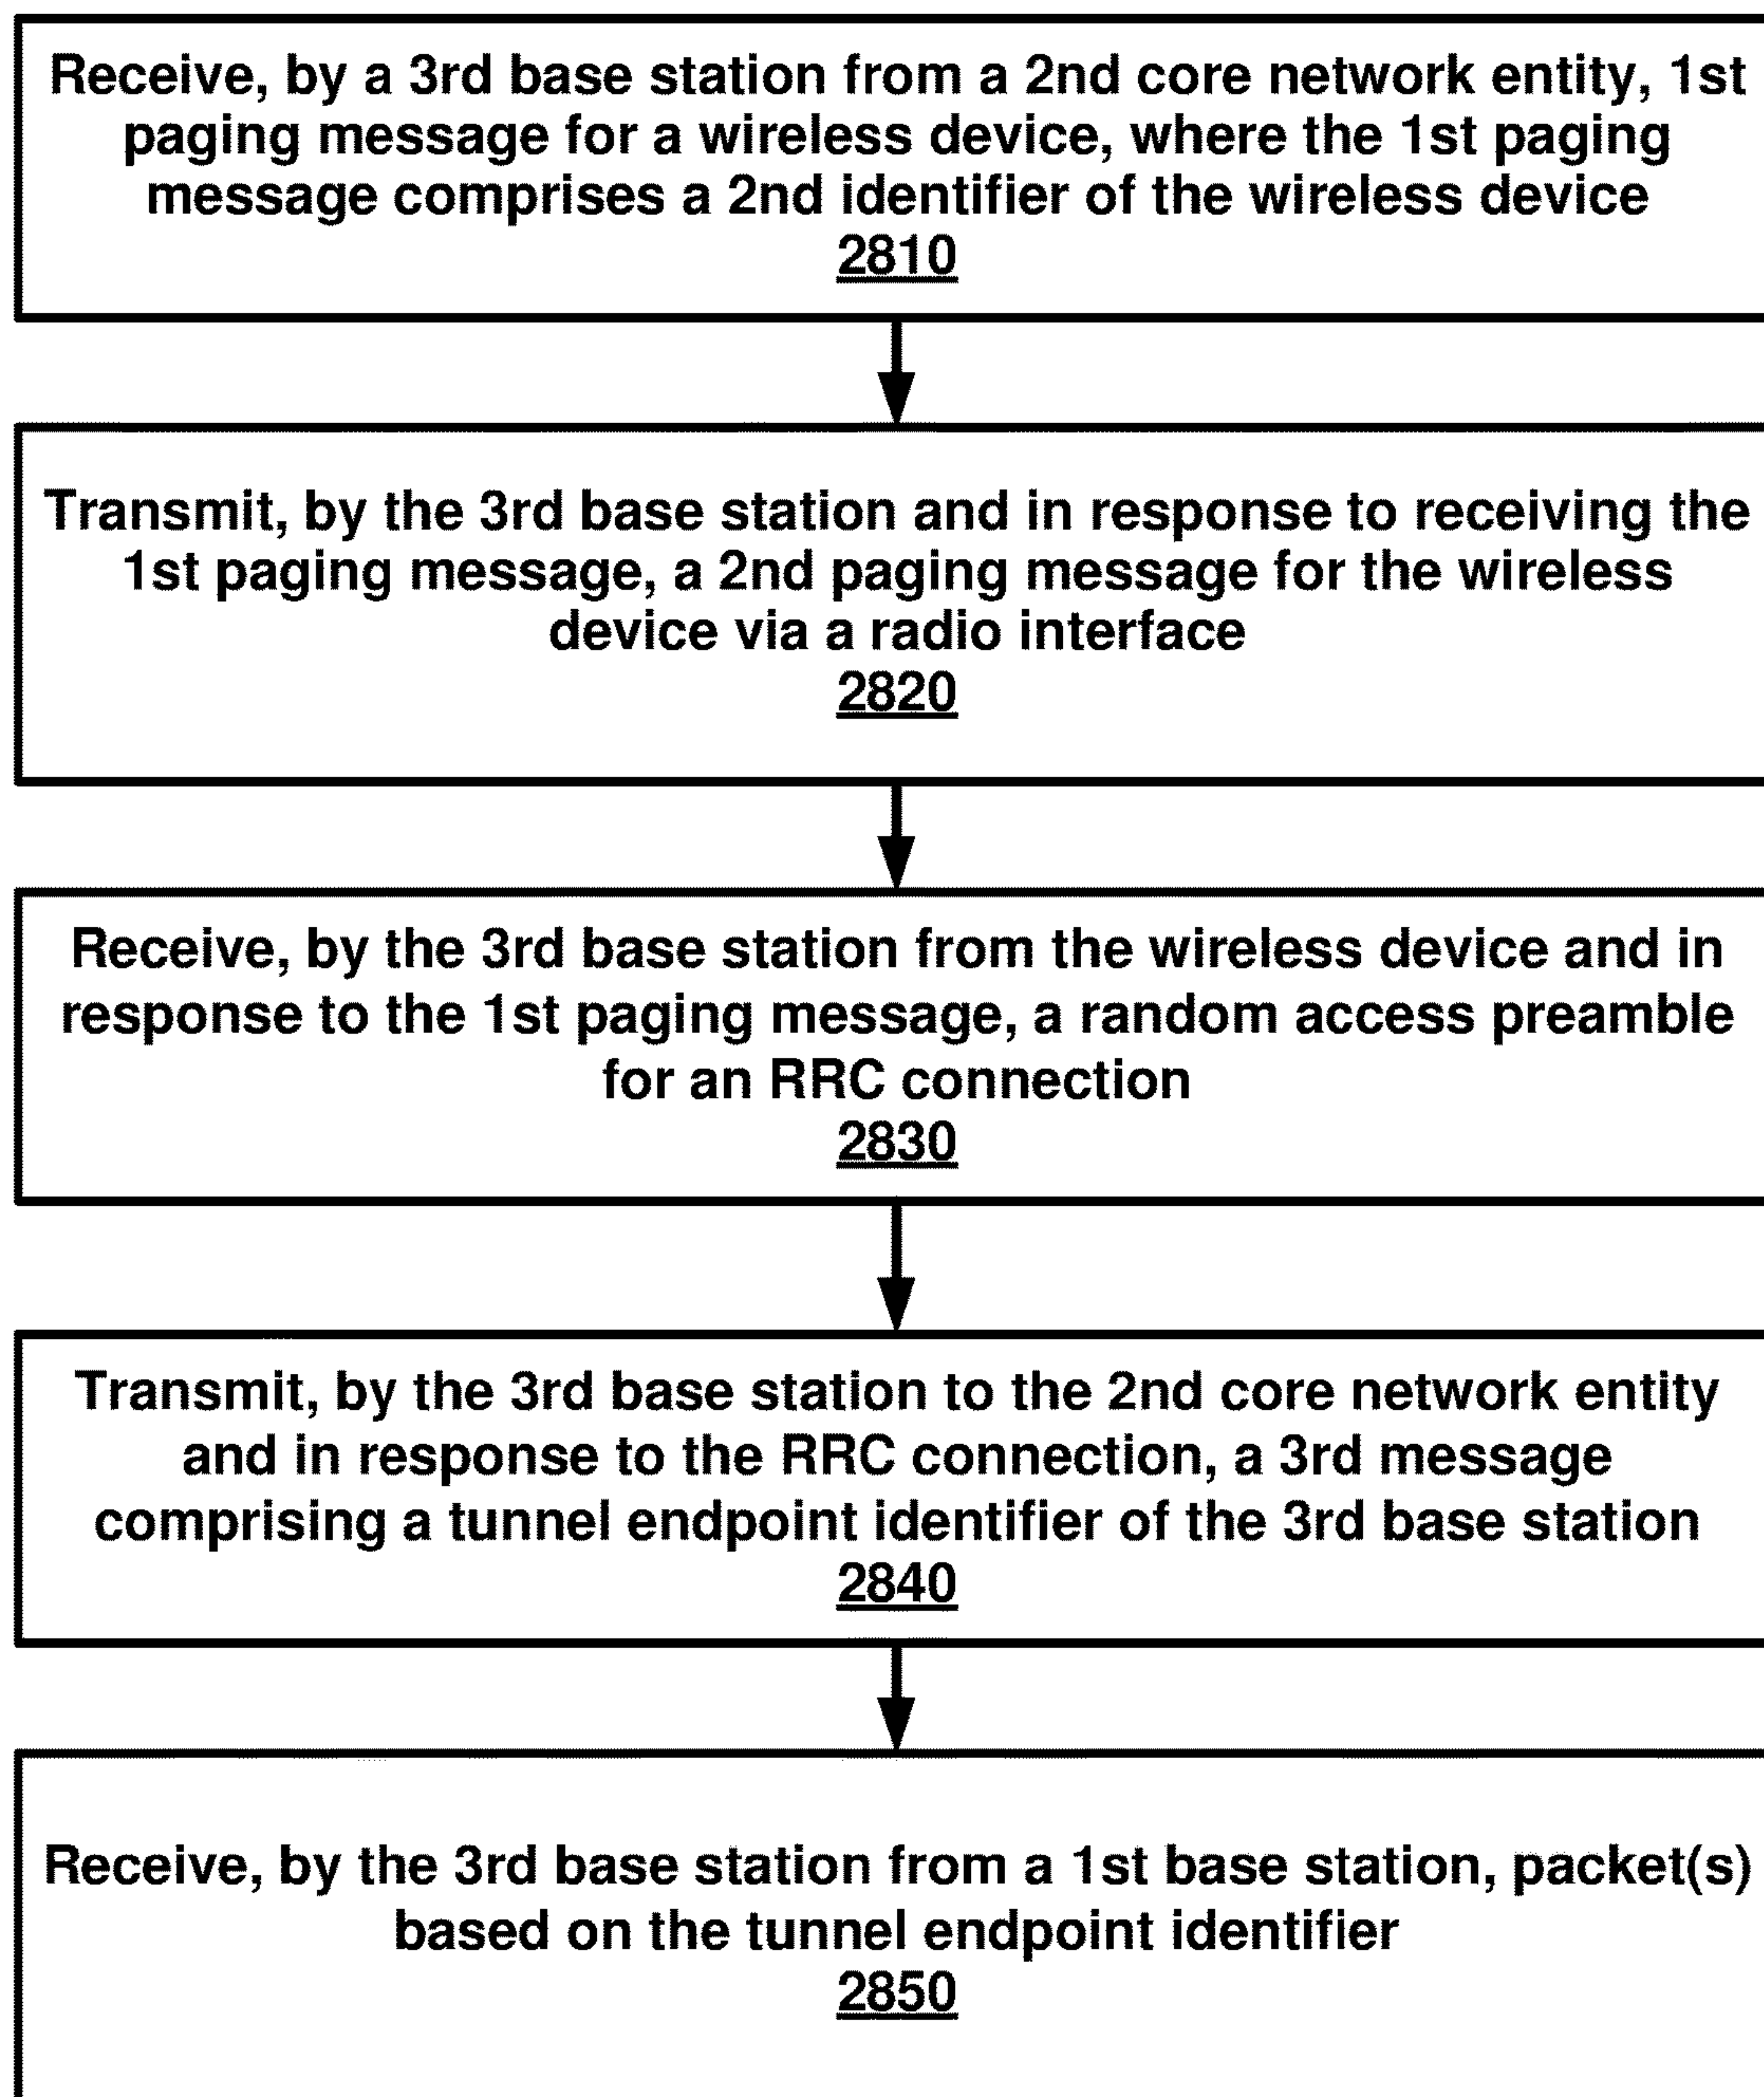 Receive, by a 3rd base station from a 2nd core network entity, 1st
paging message for a wireless device, where the 1st paging
message comprises a 2nd identifier of the wireless device
2810
Transmit, by the 3rd base station and in response to receiving the
1st paging message, a 2nd paging message for the wireless
device via a radio interface
2820
Receive, by the 3rd base station from the wireless device and in
response to the 1st paging message, a random access preamble
for an RRC connection
2830
Transmit, by the 3rd base station to the 2nd core network entity
and in response to the RRC connection, a 3rd message
comprising a tunnel endpoint identifier of the 3rd base station
2840
Receive, by the 3rd base station from a 1st base station, packet(s)
based on the tunnel endpoint identifier
2850